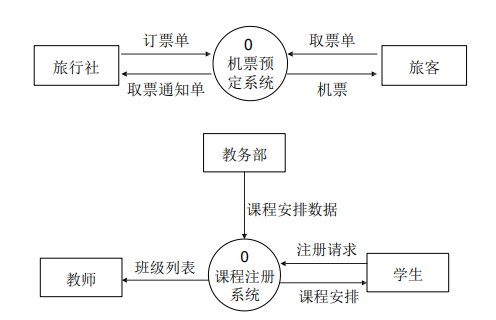 订票单
0
取票单
旅行社
机票预
定系统
旅客
取票通知单
机票
教务部
课程安排数据
0
注册请求
班级列表
课程注册
系统
教师
学生
课程安排